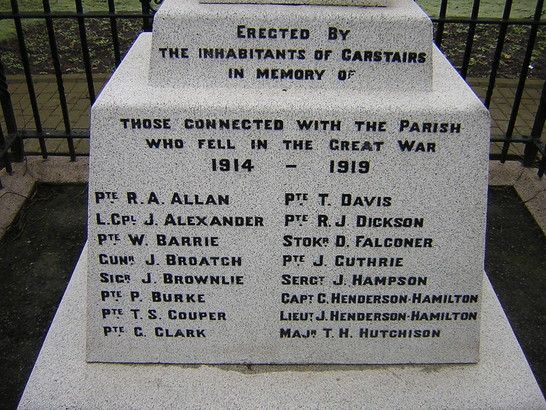 ERECTED BY
THE INHABITANTS OF CARSTAIRS
IN MEMORY OF
THOSE CONNECTED WITH THE PARISH
WHO FELL IN THE GREAT WAR
1914 – 1919
PTE R. A. ALLAN
L. CPL J. ALEXANDER
PTE W. BARRIE
GUNR J. BROATCH
SIGR J. BROWNLIE
PTE P. BURKE
PTE T. S. COUPER
PTE C. CLARK
PTE T. DAVIS
PTE R. J. DICKSON
STOKR D. FALCONER
PTE J. GUTHRIE
SERGT J. HAMPSON
CAPT C. HENDERSON-HAMILTON
LIEUT J. HENDERSON-HAMILTON
MAJR T. H. HUTCHISON